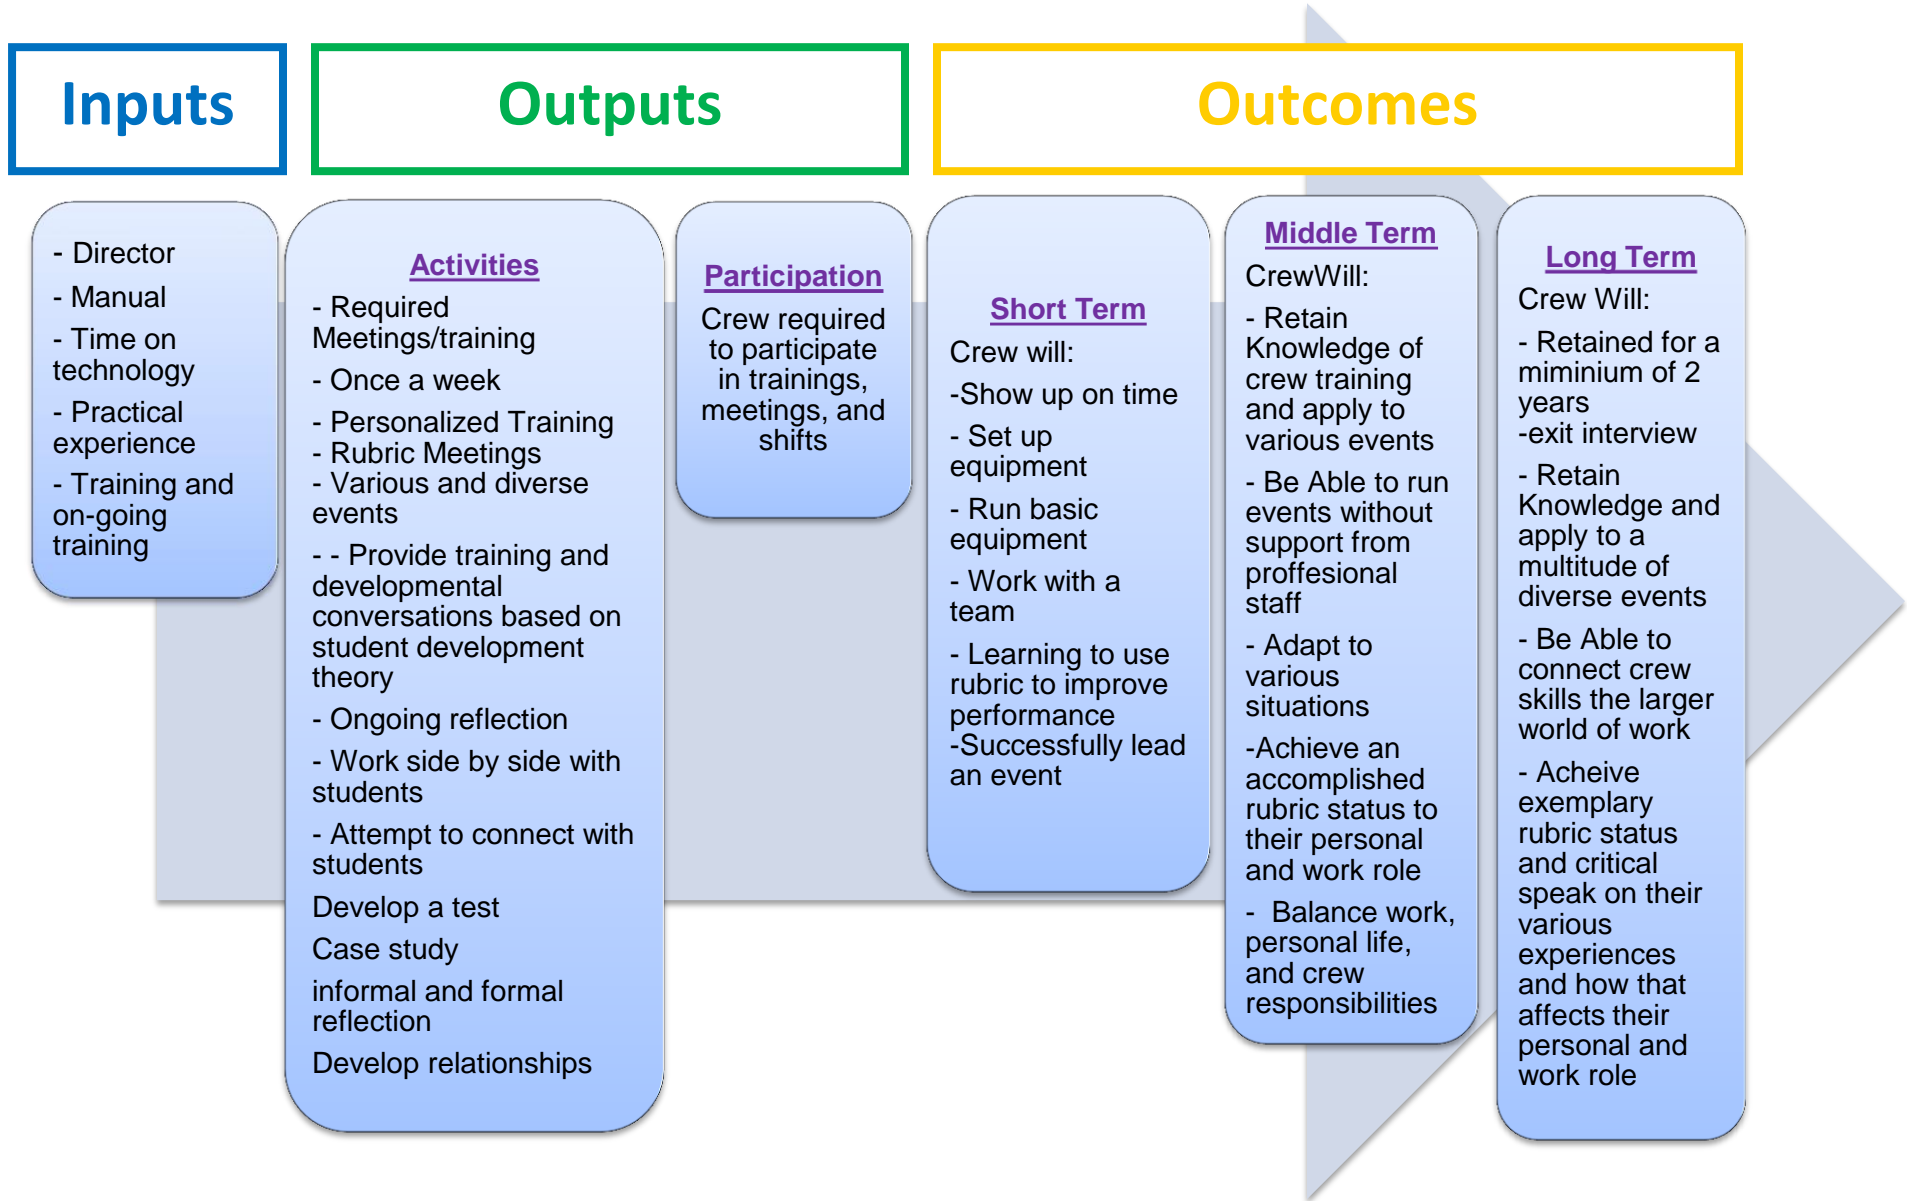 Inputs
Outputs
Outcomes
- Director
- Manual
- Time on
technology
- Practical
experience
- Training and
on-going
training
Activities
- Required
Meetings/training
- Once a week
- Personalized Training
- Rubric Meetings
- Various and diverse
events
- - Provide training and
developmental
conversations based on
student development
theory
- Ongoing reflection
- Work side by side with
students
- Attempt to connect with
students
Develop a test
Case study
informal and formal
reflection
Develop relationships
Participation
Crew required
to participate
in trainings,
meetings, and
shifts
Short Term
Crew will:
-Show up on time
- Set up
equipment
- Run basic
equipment
- Work with a
team
- Learning to use
rubric to improve
performance
-Successfully lead
an event
Middle Term
CrewWill:
- Retain
Knowledge of
crew training
and apply to
various events
- Be Able to run
events without
support from
proffesional
staff
- Adapt to
various
situations
-Achieve an
accomplished
rubric status to
their personal
and work role
- Balance work,
personal life,
and crew
responsibilities
Long Term
Crew Will:
- Retained for a
miminium of 2
years
-exit interview
- Retain
Knowledge and
apply to a
multitude of
diverse events
- Be Able to
connect crew
skills the larger
world of work
- Acheive
exemplary
rubric status
and critical
speak on their
various
experiences
and how that
affects their
personal and
work role